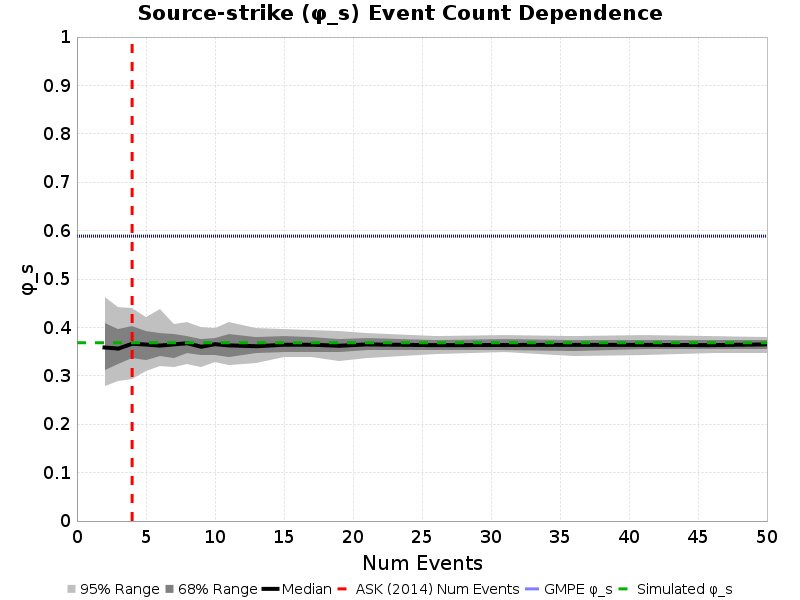 Source-strike (φ_s) Event Count Dependence
1
0.9
0.8
0.7
0.6
0.5
0.4
0.3
0.2
0.1
0
φ_s
0 5 10 15 20 25 30 35 40 45 50
Num Events
95% Range 68% Range Median ASK (2014) Num Events GMPE φ_s Simulated φ_s